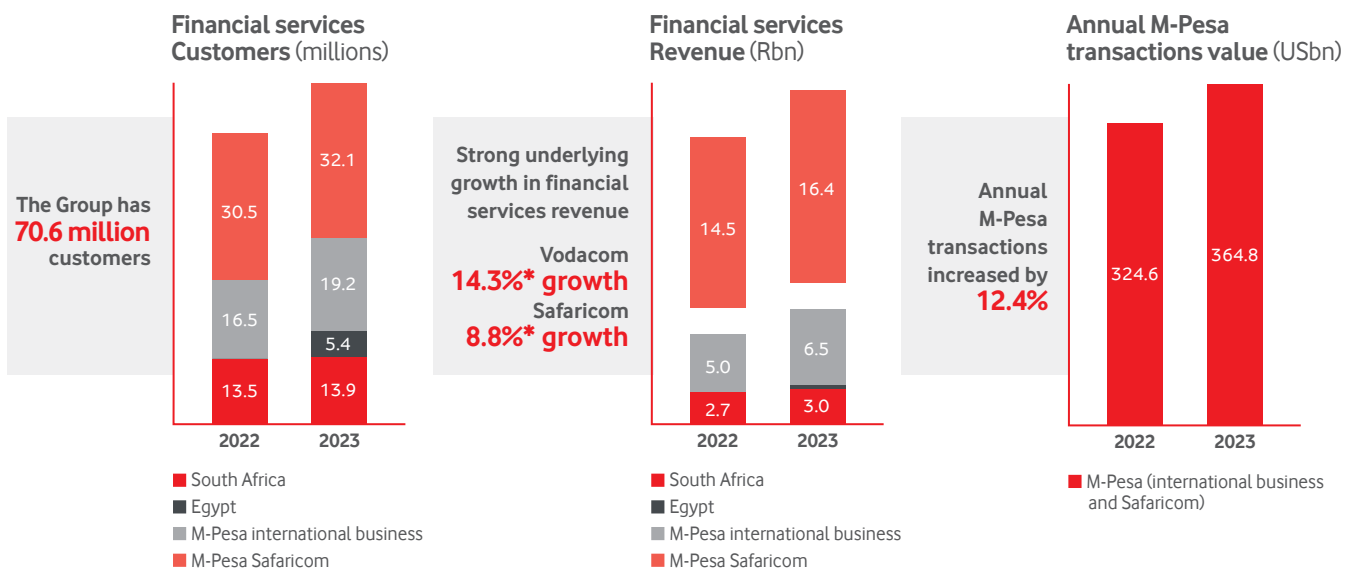 Financial services
Customers (millions)
The Group has
70.6 million
customers
30.5
16.5
13.5
32.1
19.2
5.4
13.9
2022
2023
South Africa
Egypt
M-Pesa international business
M-Pesa Safaricom
Financial services
Revenue (Rbn)
Strong underlying
growth in financial
services revenue
Vodacom
14.3%* growth
Safaricom
8.8%* growth
14.5
5.0
2.7
16.4
6.5
3.0
2022
2023
South Africa
Egypt
M-Pesa international business
M-Pesa Safaricom
Annual M-Pesa
transactions value (USbn)
Annual
M-Pesa
transactions
increased by
12.4%
324.6
364.8
2022
2023
M-Pesa (international business
and Safaricom)